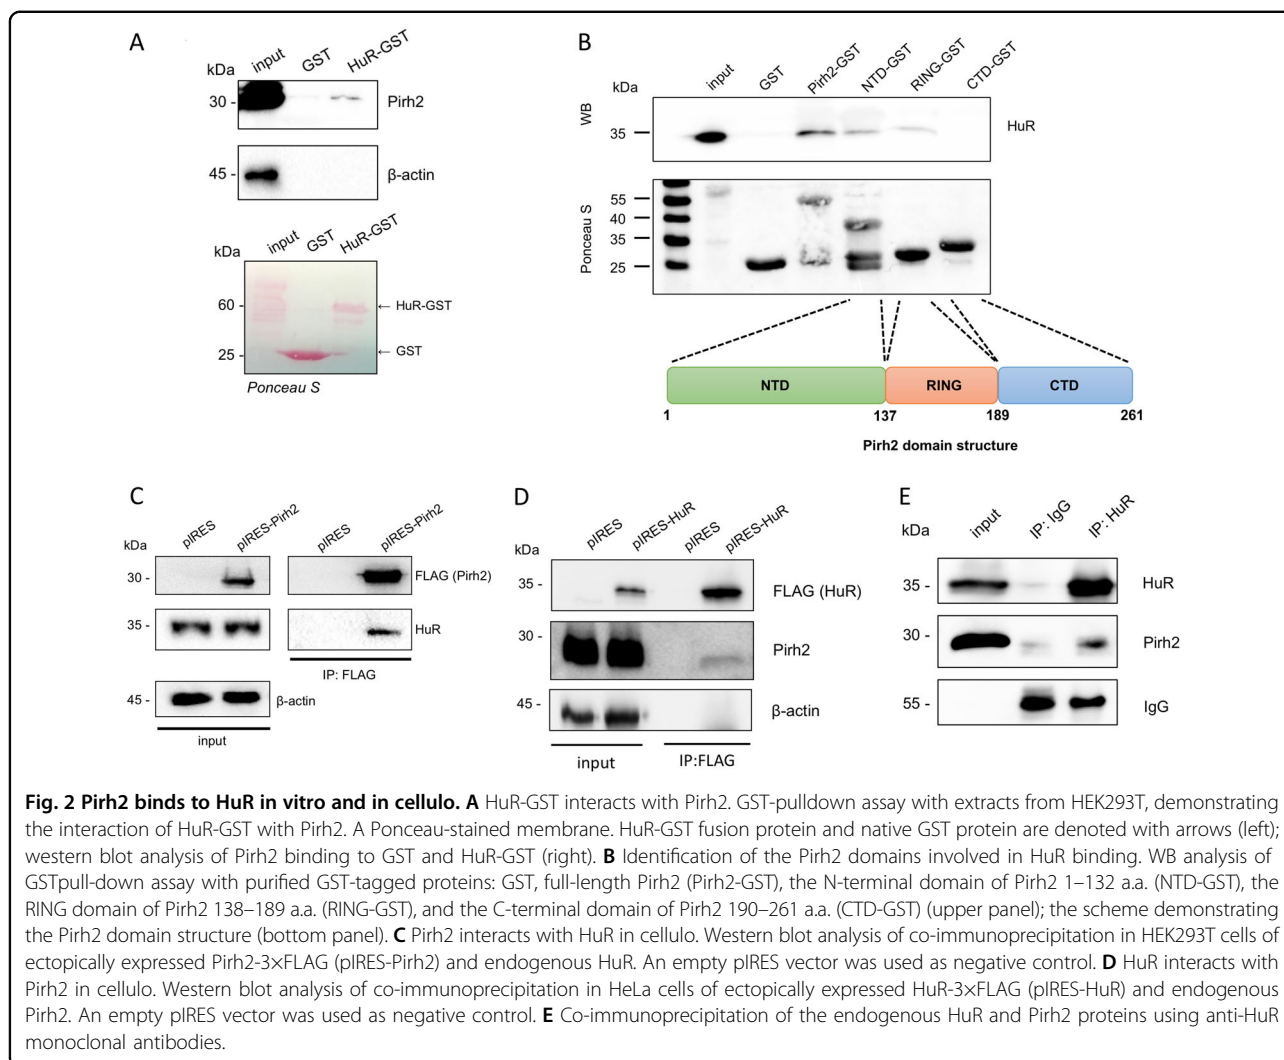 A
kDa
input
GST
HuR-GST
30 -
Pirh2
45 -
β-actin
kDa
input
GST
HuR-GST
60 -
← HuR-GST
25 -
← GST
Ponceau S
B
kDa
input
GST
Pirh2-GST
NTD-GST
RING-GST
CTD-GST
WB
35
HuR
Ponceau S
55
40
35
25
NTD
RING
CTD
1
137
189
261
Pirh2 domain structure
C
kDa
pIRES
pIRES-Pirh2
pIRES
pIRES-Pirh2
30 -
FLAG (Pirh2)
35 -
HuR
IP: FLAG
45 -
β-actin
input
D
kDa
pIRES
pIRES-HuR
pIRES
pIRES-HuR
35 -
FLAG (HuR)
30 -
Pirh2
45 -
β-actin
input
IP:FLAG
E
kDa
input
IP: IgG
IP: HuR
35 -
HuR
30 -
Pirh2
55 -
IgG
Fig. 2 Pirh2 binds to HuR in vitro and in cellulo. A HuR-GST interacts with Pirh2. GST-pulldown assay with extracts from HEK293T, demonstrating
the interaction of HuR-GST with Pirh2. A Ponceau-stained membrane. HuR-GST fusion protein and native GST protein are denoted with arrows (left);
western blot analysis of Pirh2 binding to GST and HuR-GST (right). B Identification of the Pirh2 domains involved in HuR binding. WB analysis of
GSTpull-down assay with purified GST-tagged proteins: GST, full-length Pirh2 (Pirh2-GST), the N-terminal domain of Pirh2 1–132 a.a. (NTD-GST), the
RING domain of Pirh2 138–189 a.a. (RING-GST), and the C-terminal domain of Pirh2 190–261 a.a. (CTD-GST) (upper panel); the scheme demonstrating
the Pirh2 domain structure (bottom panel). C Pirh2 interacts with HuR in cellulo. Western blot analysis of co-immunoprecipitation in HEK293T cells of
ectopically expressed Pirh2-3×FLAG (pIRES-Pirh2) and endogenous HuR. An empty pIRES vector was used as negative control. D HuR interacts with
Pirh2 in cellulo. Western blot analysis of co-immunoprecipitation in HeLa cells of ectopically expressed HuR-3×FLAG (pIRES-HuR) and endogenous
Pirh2. An empty pIRES vector was used as negative control. E Co-immunoprecipitation of the endogenous HuR and Pirh2 proteins using anti-HuR
monoclonal antibodies.